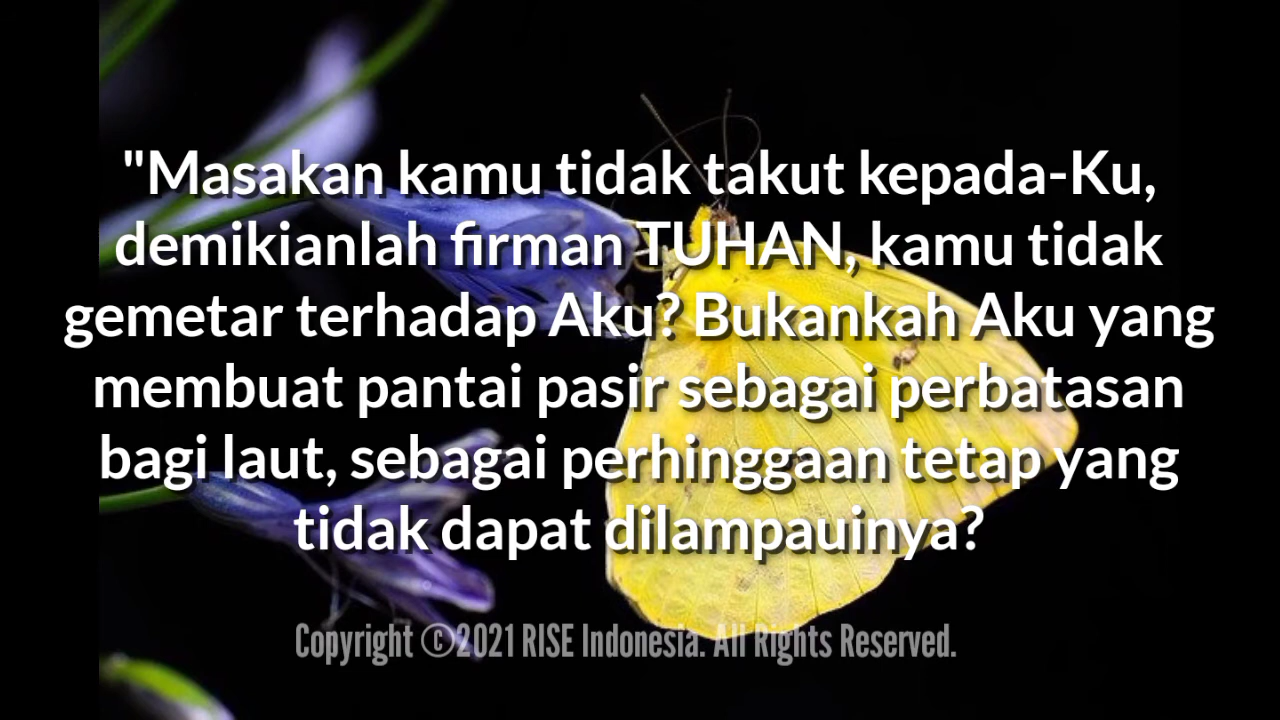 "Masakan kamu tidak takut kepada-Ku,
demikianlah firman TUHAN, kamu tidak
gemetar terhadap Aku? Bukankah Aku yang
membuat pantai pasir sebagai perbatasan
bagi laut, sebagai perhinggaan tetap yang
tidak dapat dilampauinya?
Copyright ©2021 RISE Indonesia. All Rights Reserved.